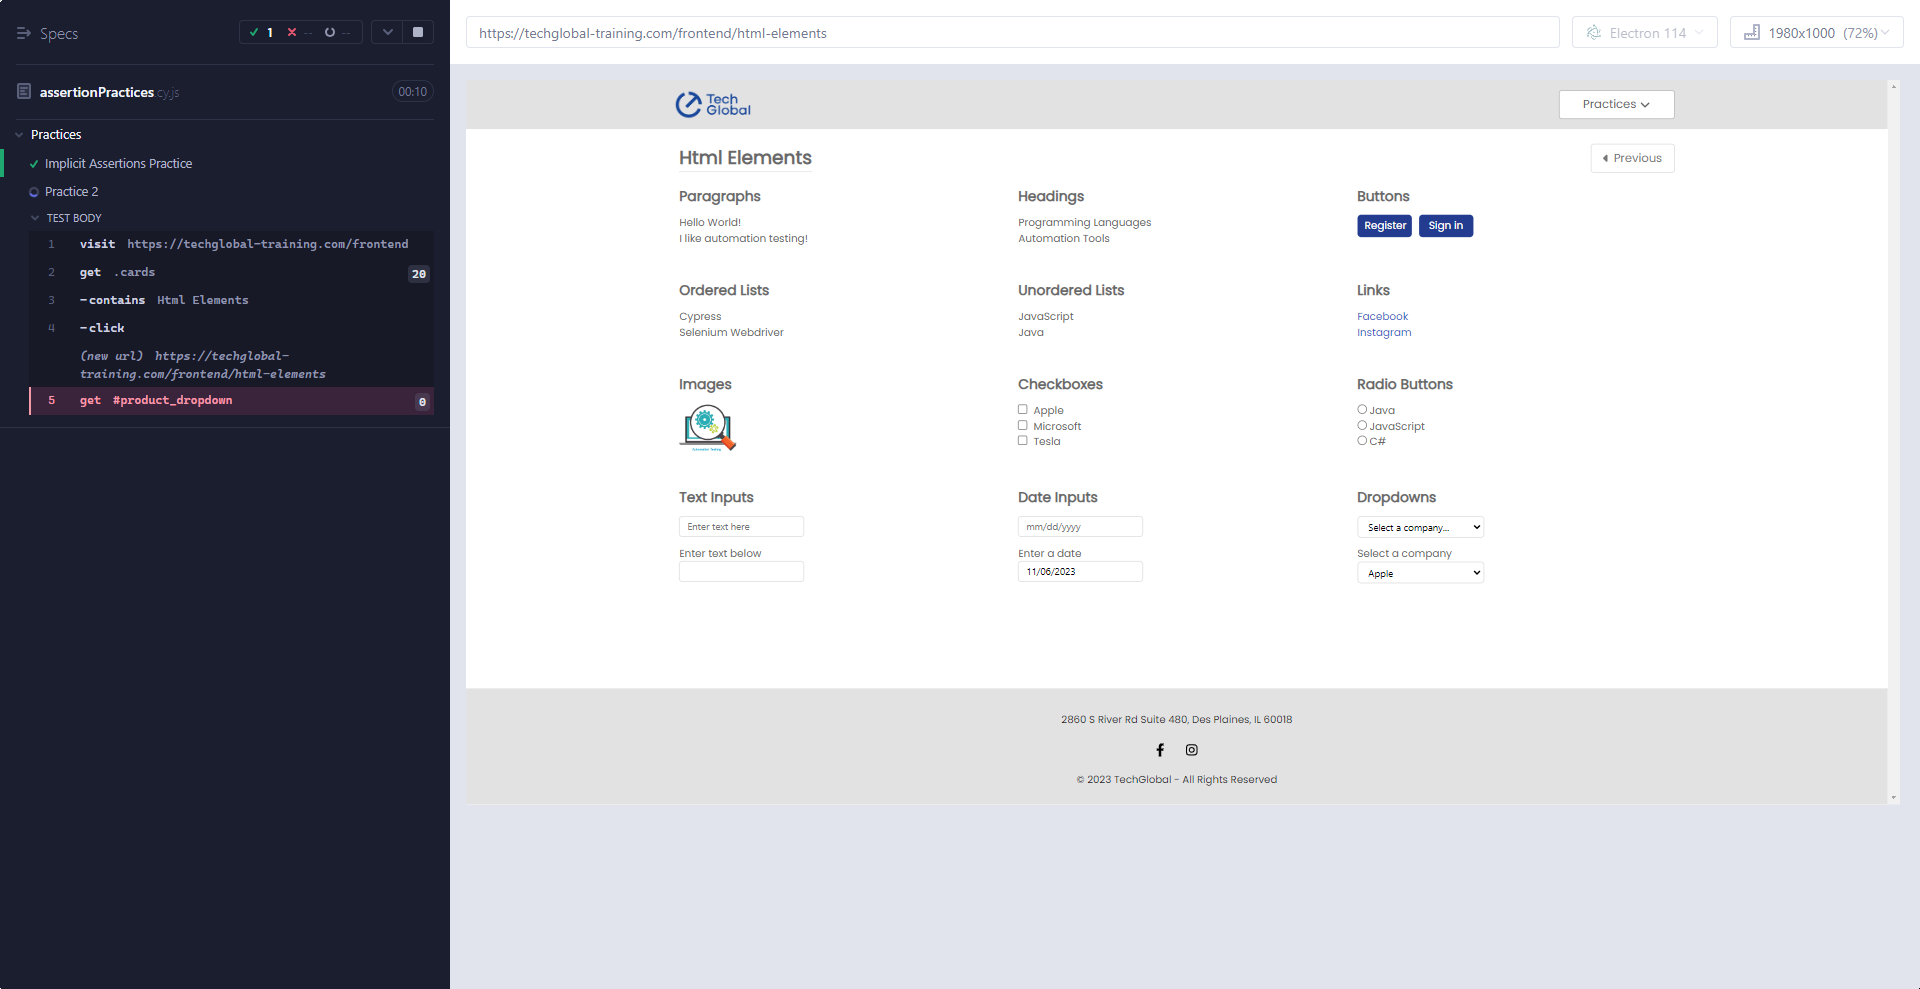 Specs
1
--
--
assertionPractices.cy.js
00:10
Practices
Implicit Assertions Practice
Practice 2
TEST BODY
1 visit https://techglobal-training.com/frontend
2 get .cards 20
3 -contains Html Elements
4 -click
(new url) https://techglobal-
training.com/frontend/html-elements
5 get #product_dropdown 0
https://techglobal-training.com/frontend/html-elements
Electron 114
1980x1000 (72%)
Tech
Global
Practices
Html Elements
Previous
Paragraphs
Hello World!
I like automation testing!
Headings
Programming Languages
Automation Tools
Buttons
Register
Sign in
Ordered Lists
Cypress
Selenium Webdriver
Unordered Lists
JavaScript
Java
Links
Facebook
Instagram
Images
Automation Testing
Checkboxes
Apple
Microsoft
Tesla
Radio Buttons
Java
JavaScript
C#
Text Inputs
Enter text here
Enter text below
Date Inputs
mm/dd/yyyy
Enter a date
11/06/2023
Dropdowns
Select a company...
Select a company
Apple
2860 S River Rd Suite 480, Des Plaines, IL 60018
© 2023 TechGlobal - All Rights Reserved